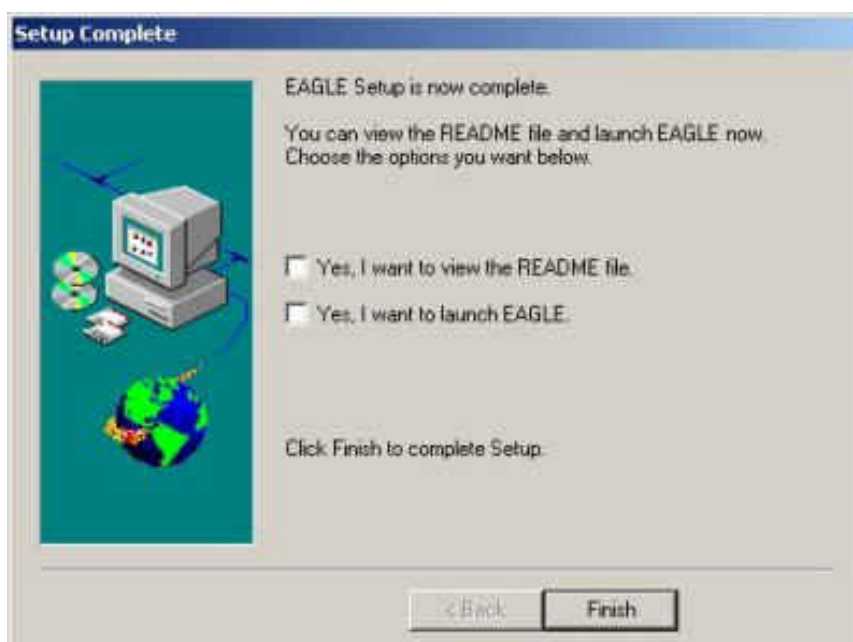 Setup Complete
EAGLE Setup is now complete.
You can view the README file and launch EAGLE now.
Choose the options you want below.
Yes, I want to view the README file.
Yes, I want to launch EAGLE.
Click Finish to complete Setup.
< Back
Finish